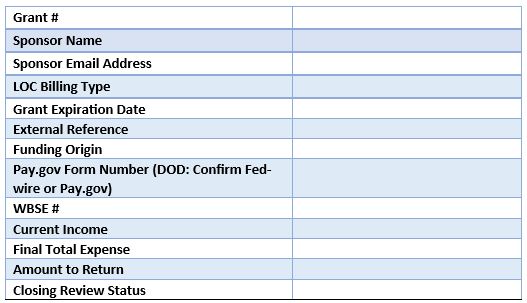 Grant #
Sponsor Name
Sponsor Email Address
LOC Billing Type
Grant Expiration Date
External Reference
Funding Origin
Pay.gov Form Number (DOD: Confirm Fed-
wire or Pay.gov)
WBSE #
Current Income
Final Total Expense
Amount to Return
Closing Review Status